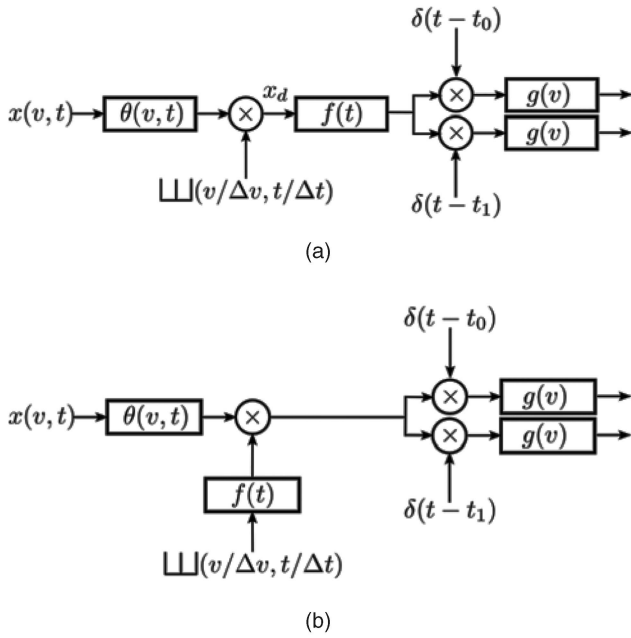 δ(t − t₀)
x(v, t) θ(v, t) × x_d f(t) × g(v)
× g(v)
Ш(v/Δv, t/Δt) δ(t − t₁)
(a)
δ(t − t₀)
x(v, t) θ(v, t) × × g(v)
× g(v)
f(t) δ(t − t₁)
Ш(v/Δv, t/Δt)
(b)